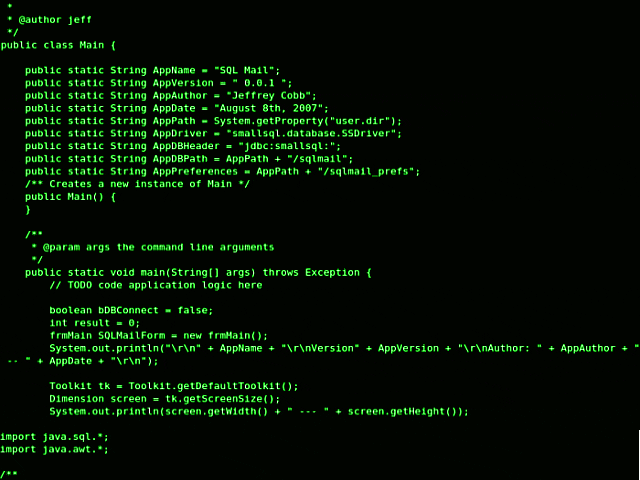 *
 * @author jeff
 */
public class Main {

    public static String AppName = "SQL Mail";
    public static String AppVersion = " 0.0.1 ";
    public static String AppAuthor = "Jeffrey Cobb";
    public static String AppDate = "August 8th, 2007";
    public static String AppPath = System.getProperty("user.dir");
    public static String AppDriver = "smallsql.database.SSDriver";
    public static String AppDBHeader = "jdbc:smallsql:";
    public static String AppDBPath = AppPath + "/sqlmail";
    public static String AppPreferences = AppPath + "/sqlmail_prefs";
    /** Creates a new instance of Main */
    public Main() {
    }

    /**
     * @param args the command line arguments
     */
    public static void main(String[] args) throws Exception {
        // TODO code application logic here

        boolean bDBConnect = false;
        int result = 0;
        frmMain SQLMailForm = new frmMain();
        System.out.println("\r\n" + AppName + "\r\nVersion" + AppVersion + "\r\nAuthor: " + AppAuthor + "
 -- " + AppDate + "\r\n");

        Toolkit tk = Toolkit.getDefaultToolkit();
        Dimension screen = tk.getScreenSize();
        System.out.println(screen.getWidth() + " --- " + screen.getHeight());

import java.sql.*;
import java.awt.*;

/**